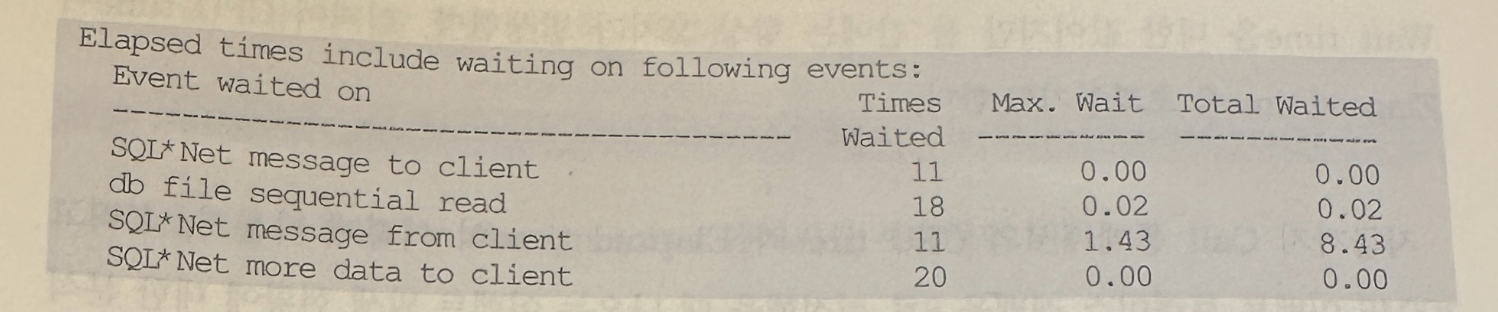 Elapsed times include waiting on following events:
Event waited on Times Max. Wait Total Waited
---------------------------------------- Waited ---------- ------------
SQL*Net message to client 11 0.00 0.00
db file sequential read 18 0.02 0.02
SQL*Net message from client 11 1.43 8.43
SQL*Net more data to client 20 0.00 0.00